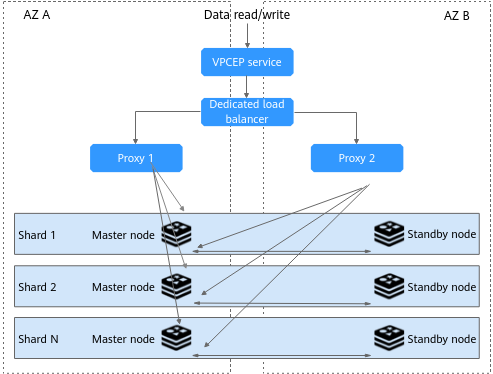 AZ A
Data read/write
AZ B
VPCEP service
Dedicated load
balancer
Proxy 1
Proxy 2
Shard 1
Master node
Standby node
Shard 2
Master node
Standby node
Shard N
Master node
Standby node